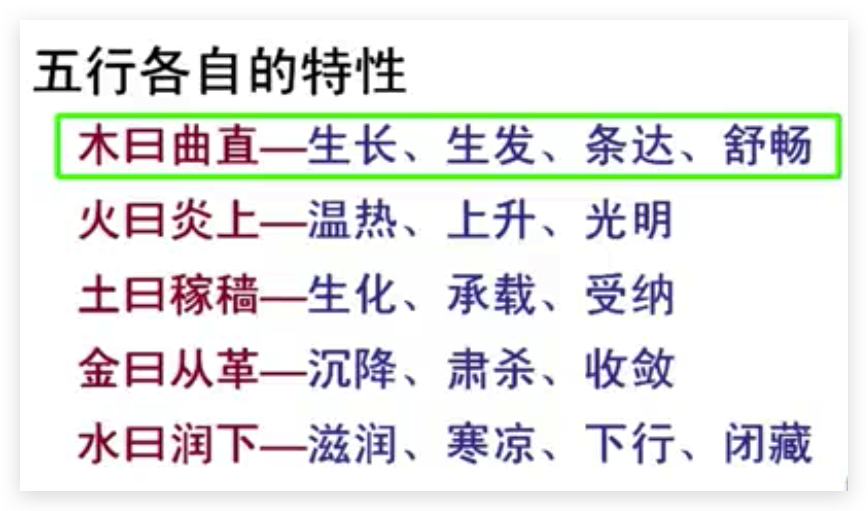 五行各自的特性
木曰曲直—生长、生发、条达、舒畅
火曰炎上—温热、上升、光明
土曰稼穑—生化、承载、受纳
金曰从革—沉降、肃杀、收敛
水曰润下—滋润、寒凉、下行、闭藏